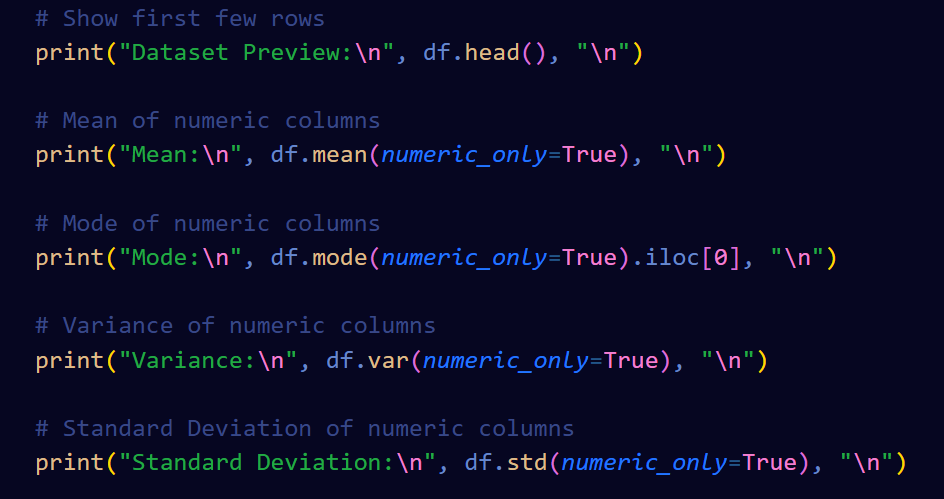 # Show first few rows
print("Dataset Preview:\n", df.head(), "\n")
# Mean of numeric columns
print("Mean:\n", df.mean(numeric_only=True), "\n")
# Mode of numeric columns
print("Mode:\n", df.mode(numeric_only=True).iloc[0], "\n")
# Variance of numeric columns
print("Variance:\n", df.var(numeric_only=True), "\n")
# Standard Deviation of numeric columns
print("Standard Deviation:\n", df.std(numeric_only=True), "\n")